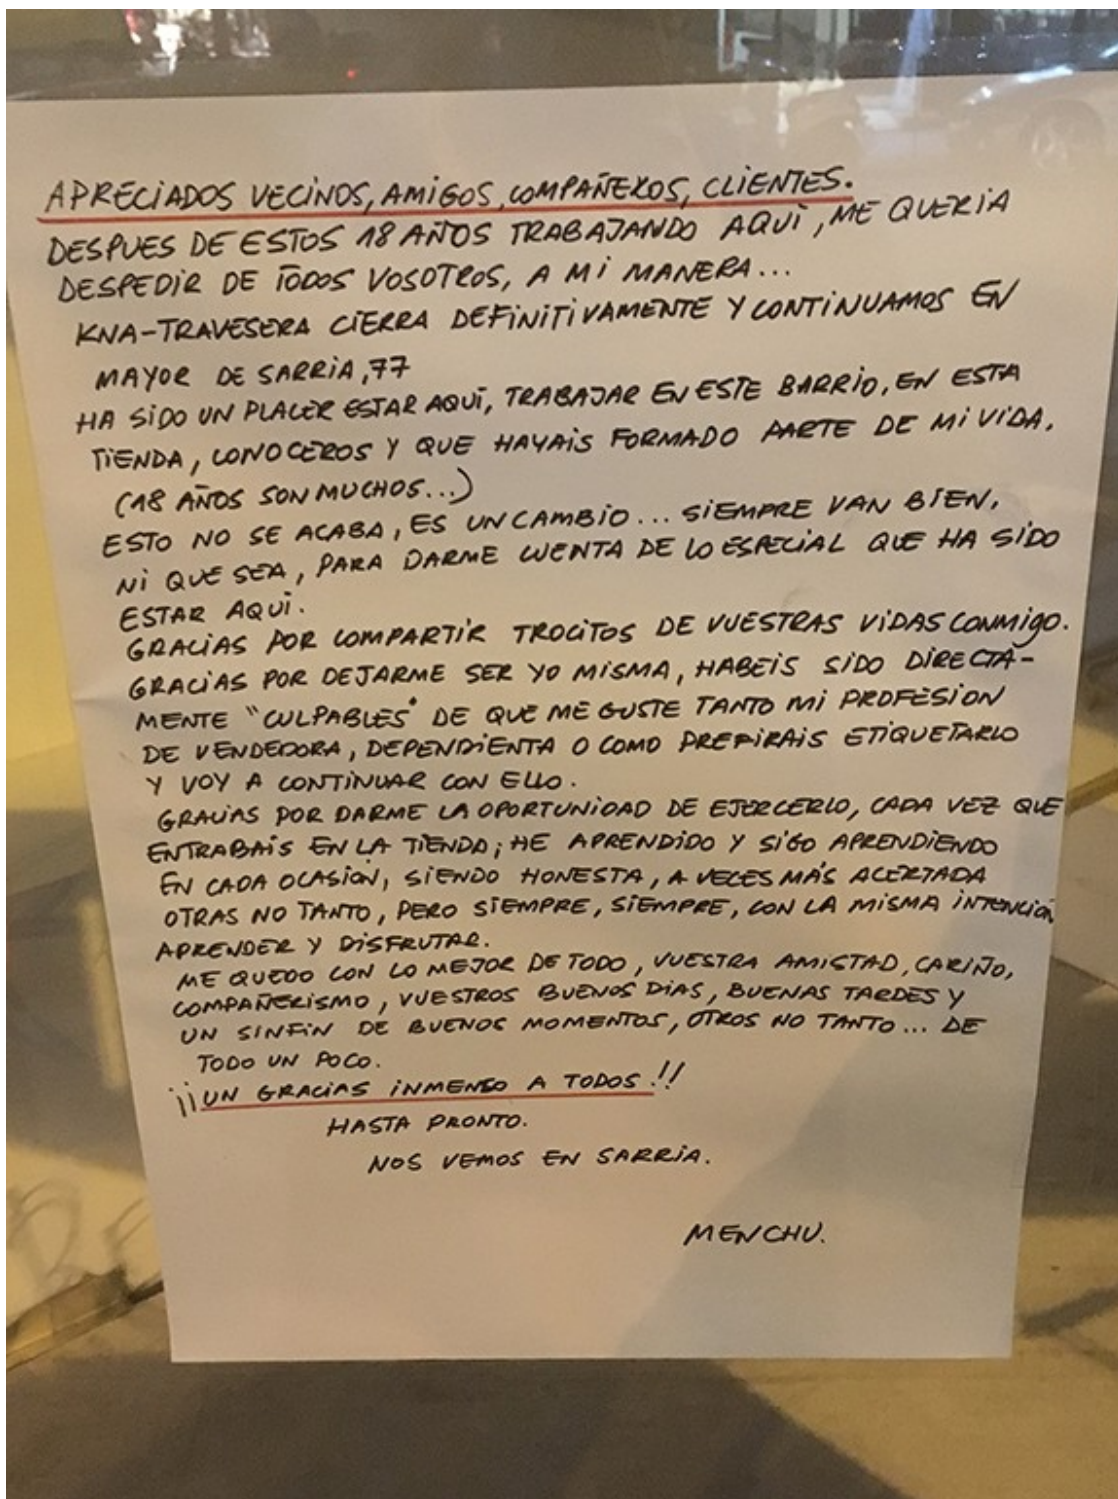 APRECIADOS VECINOS, AMIGOS, COMPAÑEROS, CLIENTES.
DESPUES DE ESTOS 18 AÑOS TRABAJANDO AQUÍ, ME QUERIA
DESPEDIR DE TODOS VOSOTROS, A MI MANERA...
KNA-TRAVESERA CIERRA DEFINITIVAMENTE Y CONTINUAMOS EN
MAYOR DE SARRIA, 77
HA SIDO UN PLACER ESTAR AQUÍ, TRABAJAR EN ESTE BARRIO, EN ESTA
TIENDA, CONOCEROS Y QUE HAYAIS FORMADO PARTE DE MI VIDA.
(18 AÑOS SON MUCHOS...)
ESTO NO SE ACABA, ES UN CAMBIO... SIEMPRE VAN BIEN,
NI QUE SEA, PARA DARME CUENTA DE LO ESPECIAL QUE HA SIDO
ESTAR AQUÍ.
GRACIAS POR COMPARTIR TROCITOS DE VUESTRAS VIDAS CONMIGO.
GRACIAS POR DEJARME SER YO MISMA, HABEIS SIDO DIRECTA-
MENTE "CULPABLES" DE QUE ME GUSTE TANTO MI PROFESION
DE VENDEDORA, DEPENDIENTA O COMO PREFIRAIS ETIQUETARLO
Y VOY A CONTINUAR CON ELLO.
GRACIAS POR DARME LA OPORTUNIDAD DE EJERCERLO, CADA VEZ QUE
ENTRABAIS EN LA TIENDA; HE APRENDIDO Y SIGO APRENDIENDO
EN CADA OCASIÓN, SIENDO HONESTA, A VECES MÁS ACERTADA
OTRAS NO TANTO, PERO SIEMPRE, SIEMPRE, CON LA MISMA INTENCIÓN
APRENDER Y DISFRUTAR.
ME QUEDO CON LO MEJOR DE TODO, VUESTRA AMISTAD, CARIÑO,
COMPAÑERISMO, VUESTROS BUENOS DIAS, BUENAS TARDES Y
UN SINFIN DE BUENOS MOMENTOS, OTROS NO TANTO... DE
TODO UN POCO.
¡¡UN GRACIAS INMENSO A TODOS!!
HASTA PRONTO.
NOS VEMOS EN SARRIA.
MENCHU.